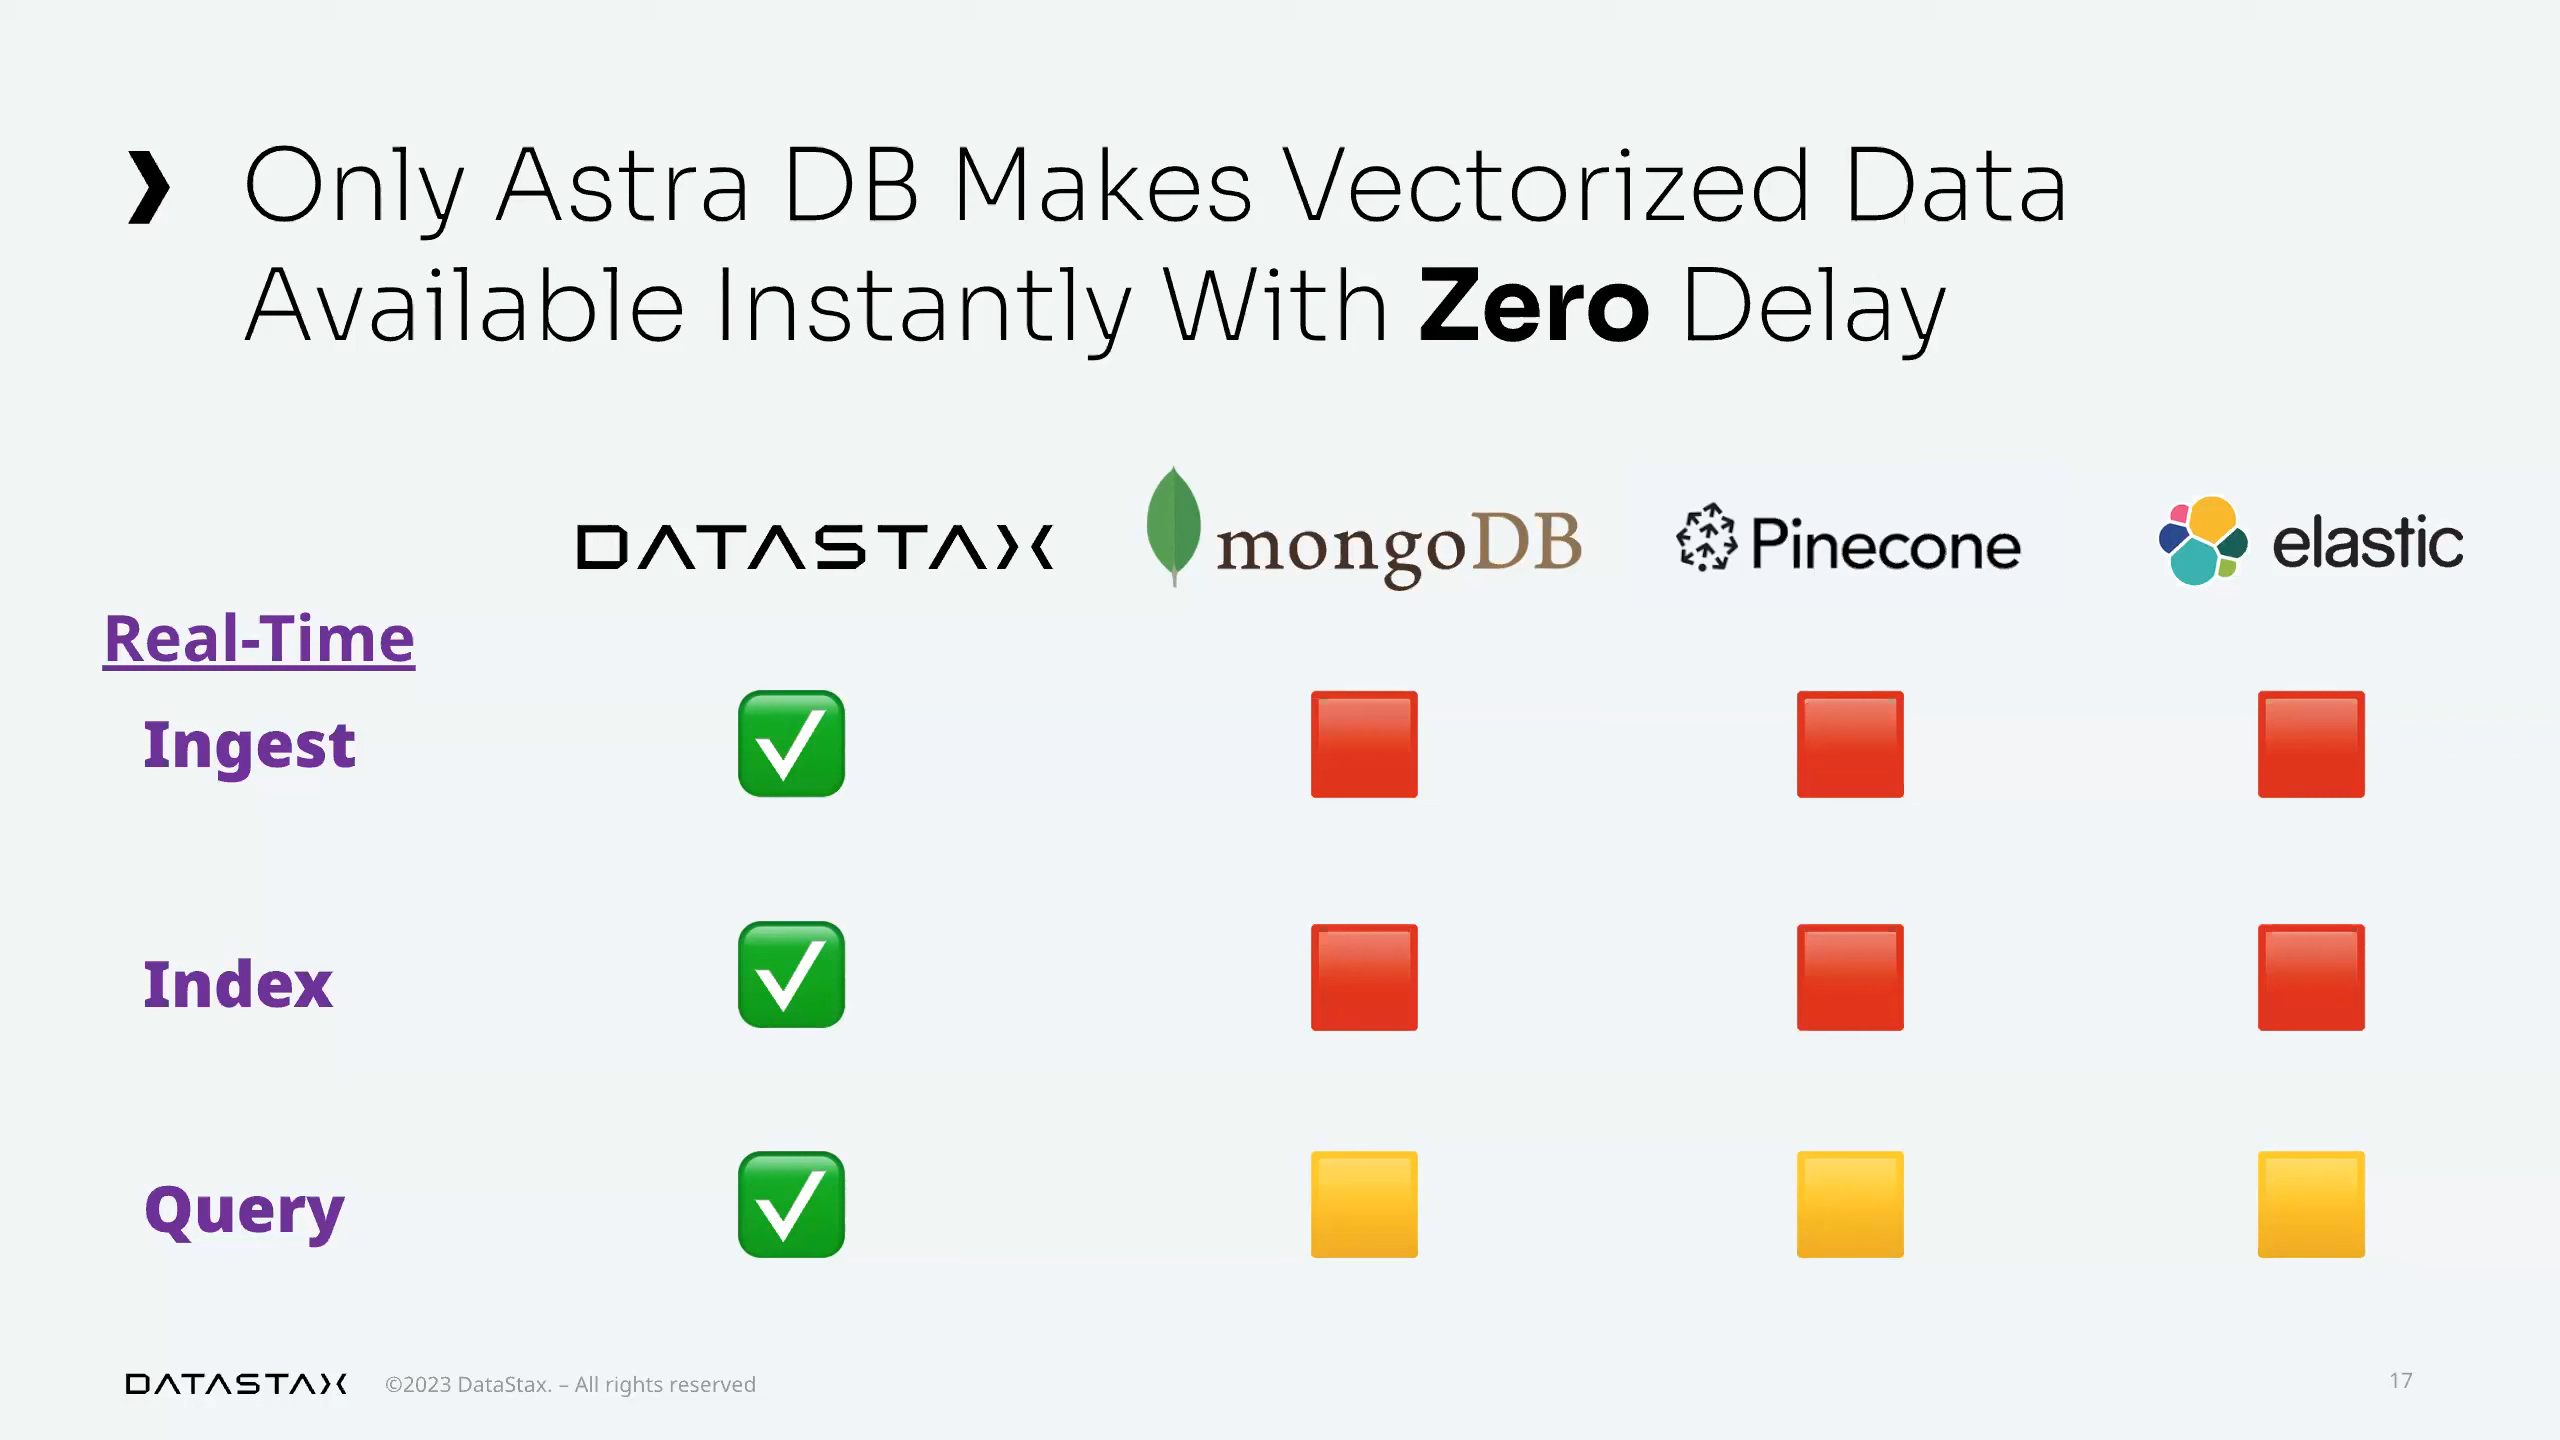 Only Astra DB Makes Vectorized Data
Available Instantly With Zero Delay
DATASTAX
mongoDB
Pinecone
elastic
Real-Time
Ingest
Index
Query
DATASTAX
©2023 DataStax. – All rights reserved
17